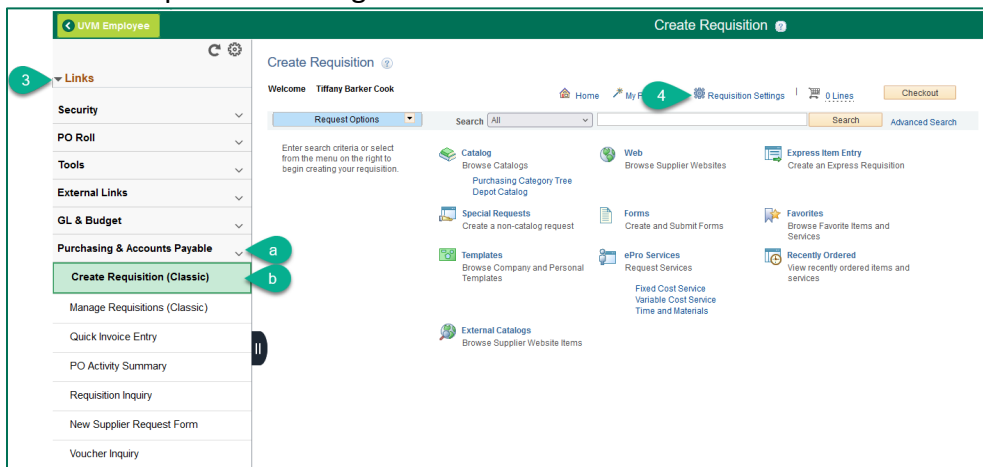 UVM Employee
Create Requisition
3
Links
Security
PO Roll
Tools
External Links
GL & Budget
Purchasing & Accounts Payable
a
Create Requisition (Classic)
b
Manage Requisitions (Classic)
Quick Invoice Entry
PO Activity Summary
Requisition Inquiry
New Supplier Request Form
Voucher Inquiry
Create Requisition
Welcome Tiffany Barker Cook
Home
My P
4
Requisition Settings
0 Lines
Checkout
Request Options
Search All
Search
Advanced Search
Enter search criteria or select
from the menu on the right to
begin creating your requisition.
Catalog
Browse Catalogs
Purchasing Category Tree
Depot Catalog
Web
Browse Supplier Websites
Express Item Entry
Create an Express Requisition
Special Requests
Create a non-catalog request
Forms
Create and Submit Forms
Favorites
Browse Favorite Items and
Services
Templates
Browse Company and Personal
Templates
ePro Services
Request Services
Fixed Cost Service
Variable Cost Service
Time and Materials
Recently Ordered
View recently ordered items and
services
External Catalogs
Browse Supplier Website Items